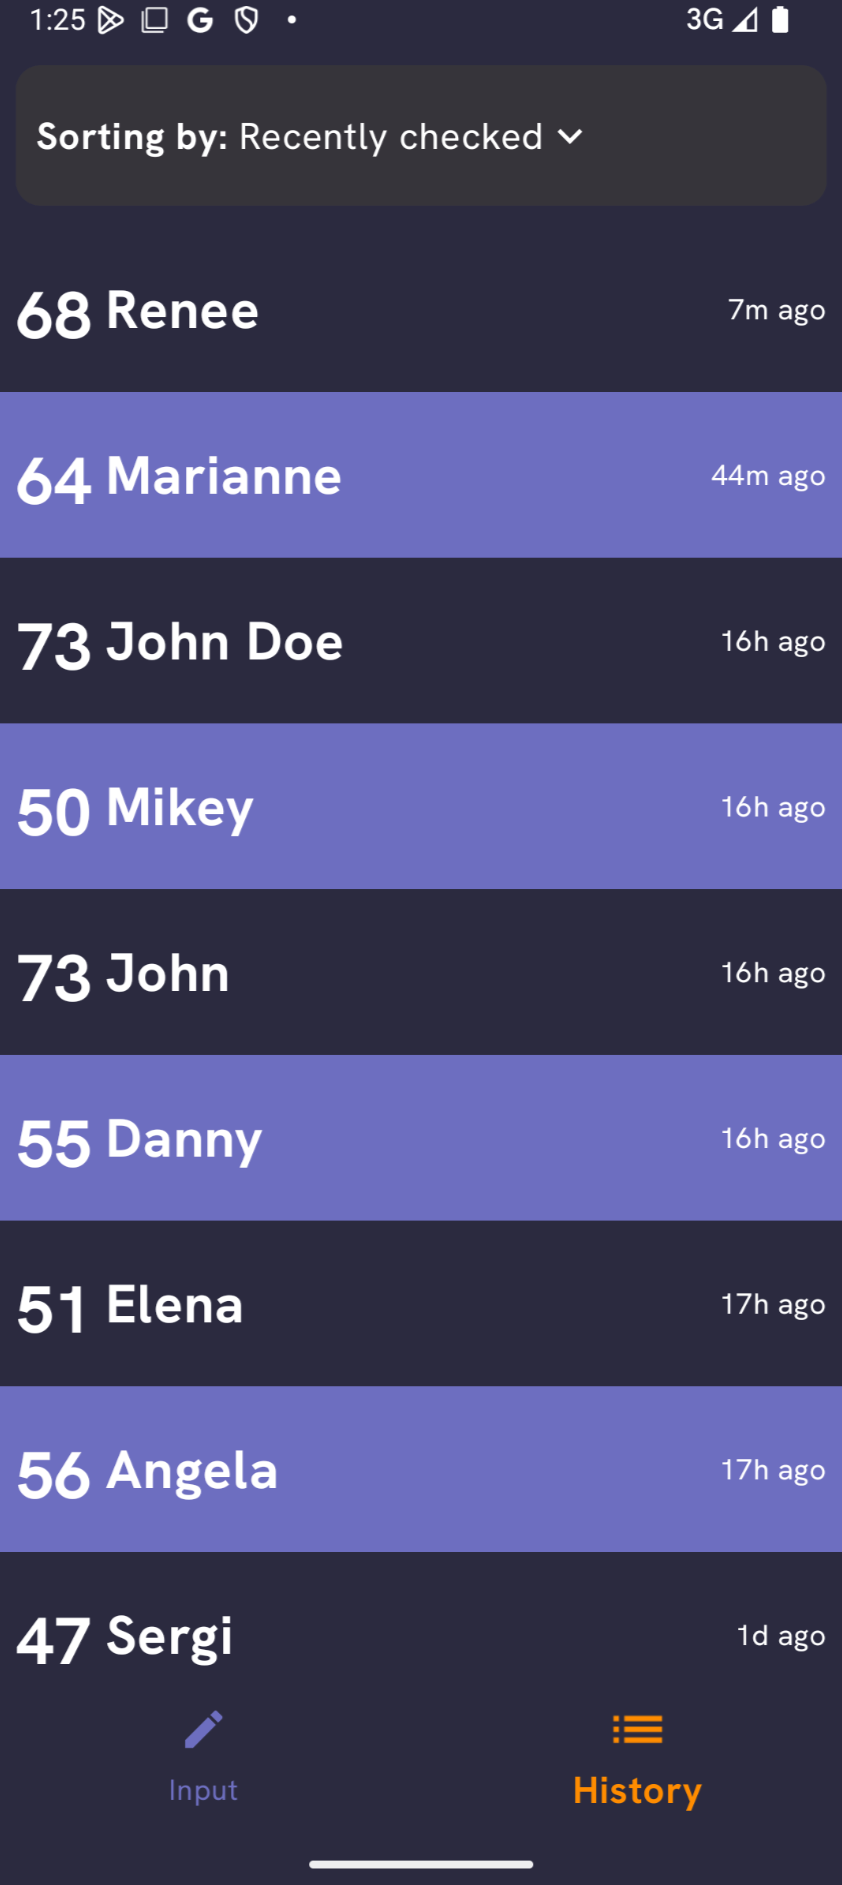 1:25 3G
Sorting by: Recently checked
68 Renee 7m ago
64 Marianne 44m ago
73 John Doe 16h ago
50 Mikey 16h ago
73 John 16h ago
55 Danny 16h ago
51 Elena 17h ago
56 Angela 17h ago
47 Sergi 1d ago
Input History